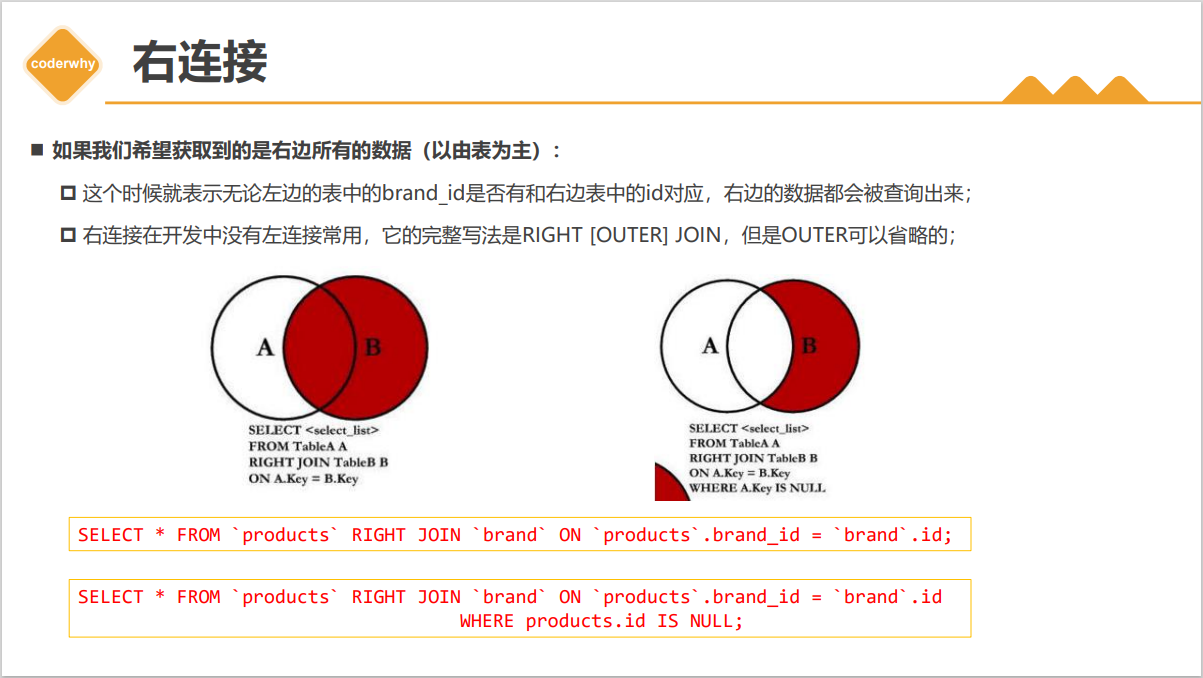 coderwhy
右连接
如果我们希望获取到的是右边所有的数据（以由表为主）：
这个时候就表示无论左边的表中的brand_id是否有和右边表中的id对应，右边的数据都会被查询出来；
右连接在开发中没有左连接常用，它的完整写法是RIGHT [OUTER] JOIN，但是OUTER可以省略的；
A B
SELECT <select_list>
FROM TableA A
RIGHT JOIN TableB B
ON A.Key = B.Key
A B
SELECT <select_list>
FROM TableA A
RIGHT JOIN TableB B
ON A.Key = B.Key
WHERE A.Key IS NULL
SELECT * FROM `products` RIGHT JOIN `brand` ON `products`.brand_id = `brand`.id;
SELECT * FROM `products` RIGHT JOIN `brand` ON `products`.brand_id = `brand`.id
WHERE products.id IS NULL;